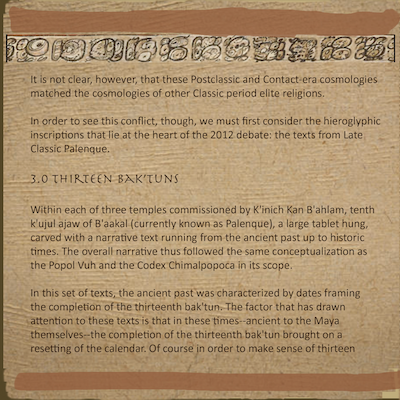 It is not clear, however, that these Postclassic and Contact-era cosmologies
matched the cosmologies of other Classic period elite religions.
In order to see this conflict, though, we must first consider the hieroglyphic
inscriptions that lie at the heart of the 2012 debate: the texts from Late
Classic Palenque.
3.0 Thirteen Bak'tuns
Within each of three temples commissioned by K'inich Kan B'ahlam, tenth
k'ujul ajaw of B'aakal (currently known as Palenque), a large tablet hung,
carved with a narrative text running from the ancient past up to historic
times. The overall narrative thus followed the same conceptualization as
the Popol Vuh and the Codex Chimalpopoca in its scope.
In this set of texts, the ancient past was characterized by dates framing
the completion of the thirteenth bak'tun. The factor that has drawn
attention to these texts is that in these times--ancient to the Maya
themselves--the completion of the thirteenth bak'tun brought on a
resetting of the calendar. Of course in order to make sense of thirteen